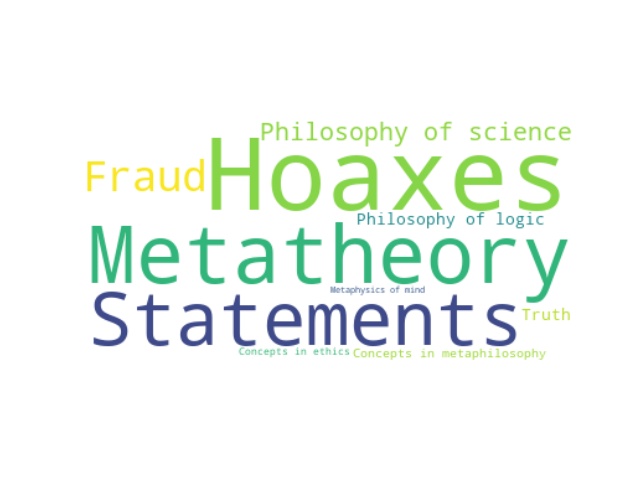 Philosophy of science
Fraud
Hoaxes
Philosophy of logic
Metatheory
Metaphysics of mind
Statements
Truth
Concepts in ethics
Concepts in metaphilosophy